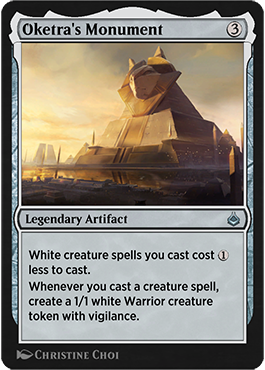 Oketra's Monument 3
Legendary Artifact
White creature spells you cast cost 1
less to cast.
Whenever you cast a creature spell,
create a 1/1 white Warrior creature
token with vigilance.
Christine Choi